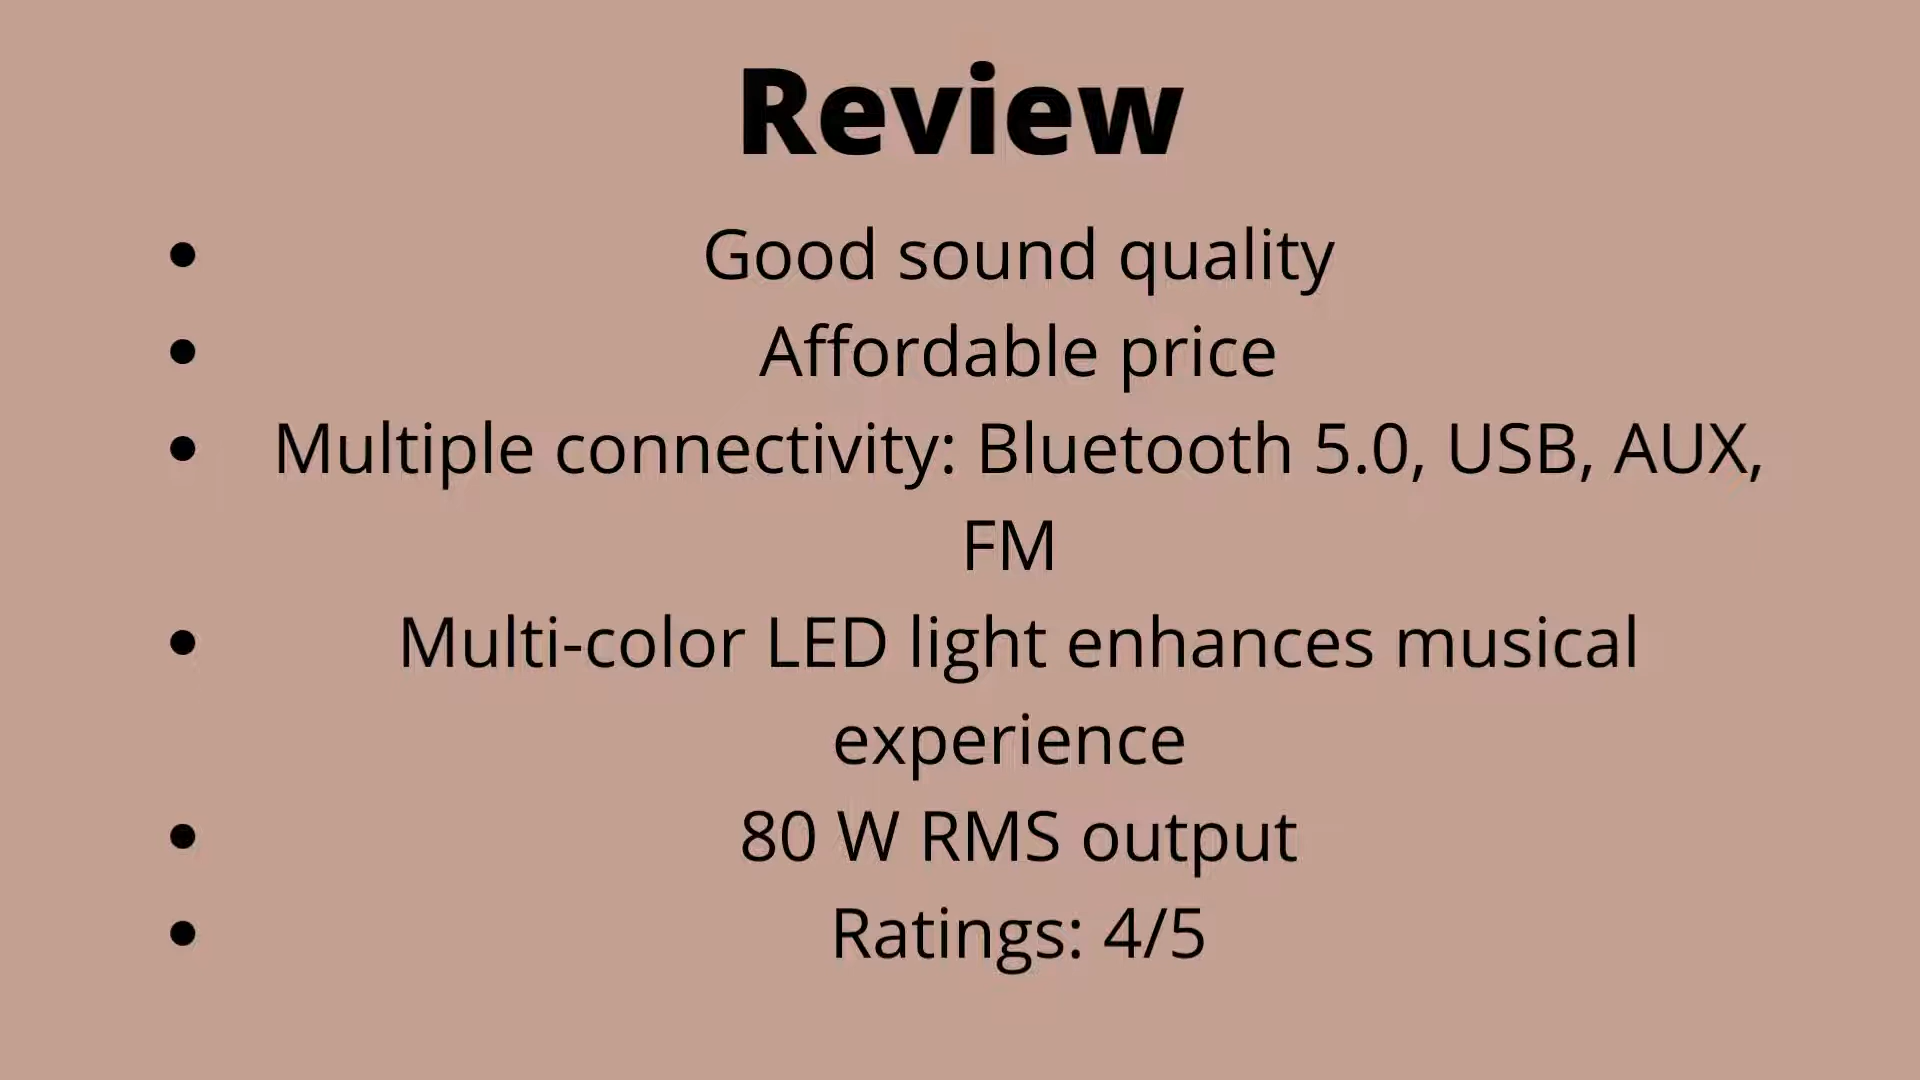 Review
• Good sound quality
• Affordable price
• Multiple connectivity: Bluetooth 5.0, USB, AUX,
FM
• Multi-color LED light enhances musical
experience
• 80 W RMS output
• Ratings: 4/5